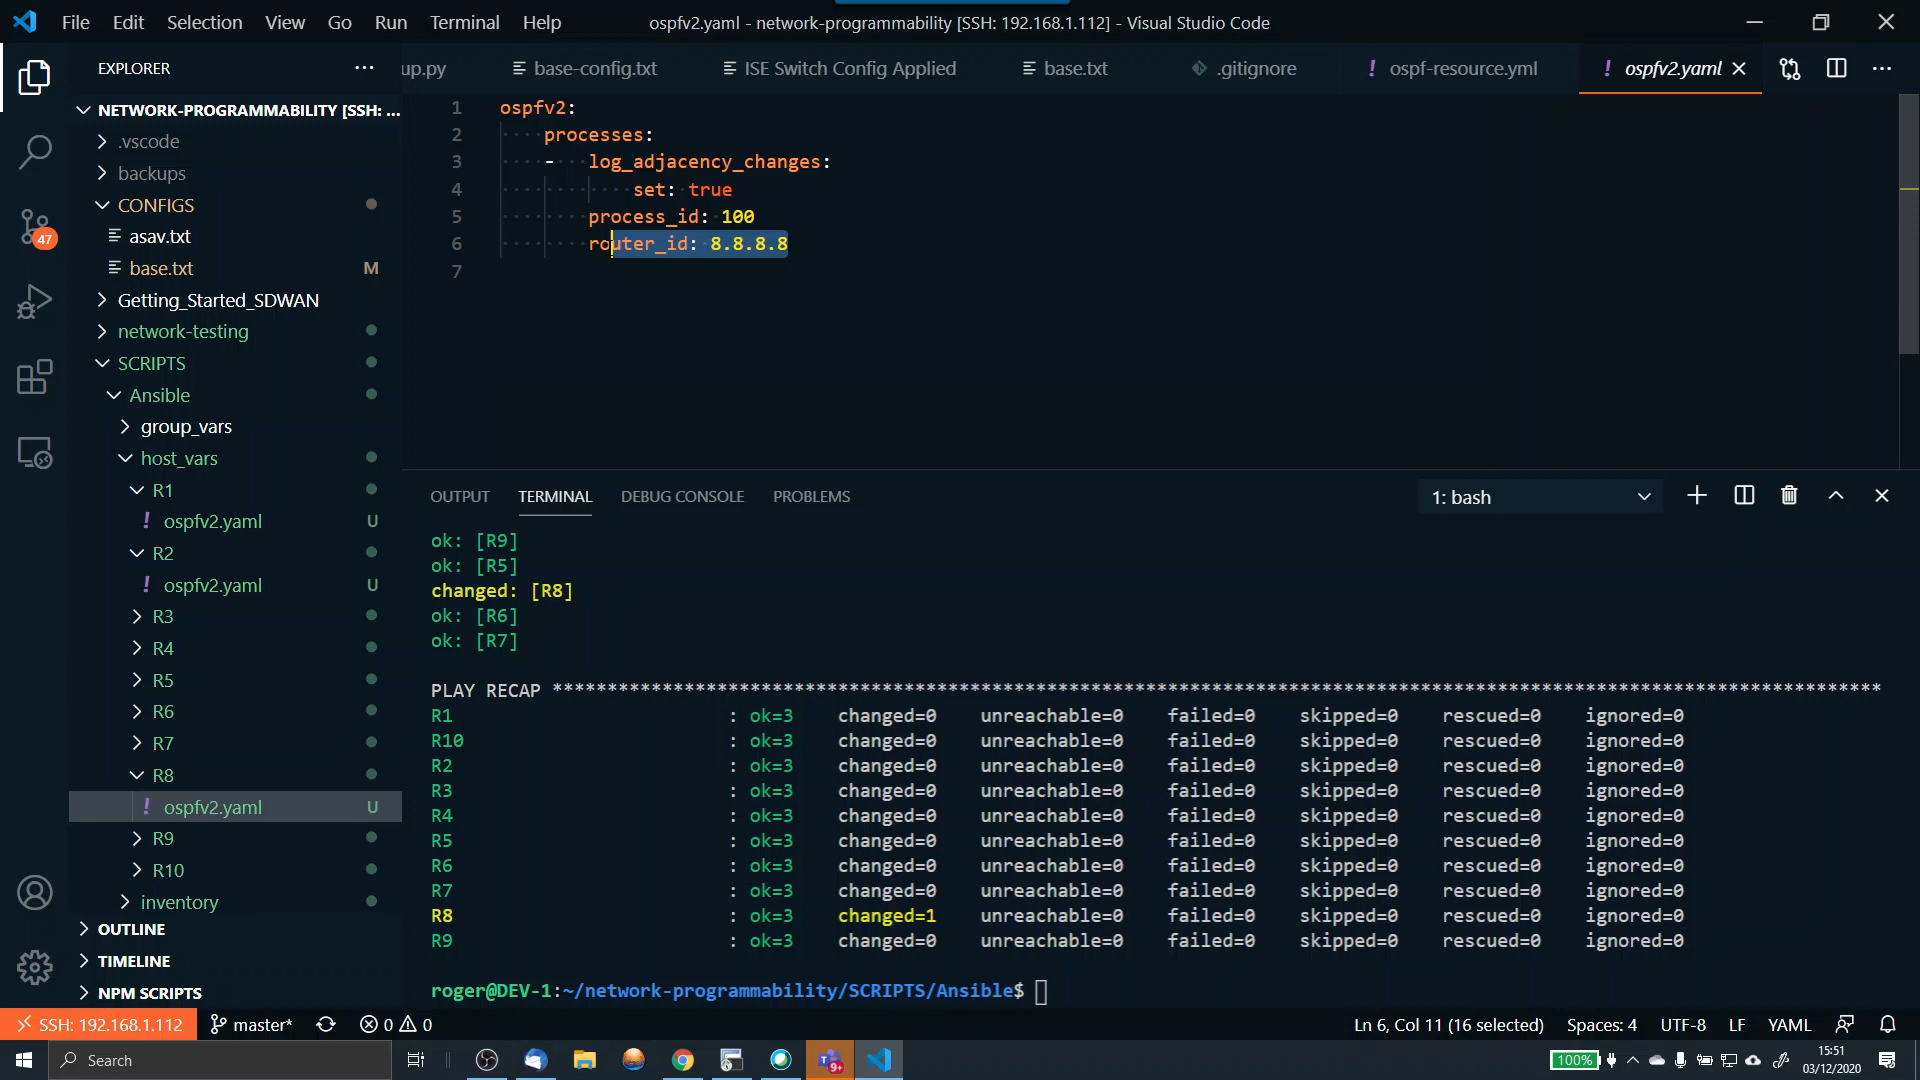 File Edit Selection View Go Run Terminal Help
ospfv2.yaml - network-programmability [SSH: 192.168.1.112] - Visual Studio Code
EXPLORER
up.py base-config.txt ISE Switch Config Applied base.txt .gitignore ! ospf-resource.yml ! ospfv2.yaml
NETWORK-PROGRAMMABILITY [SSH: ...
.vscode
backups
CONFIGS
asav.txt
base.txt M
Getting_Started_SDWAN
network-testing
SCRIPTS
Ansible
group_vars
host_vars
R1
! ospfv2.yaml U
R2
! ospfv2.yaml U
R3
R4
R5
R6
R7
R8
! ospfv2.yaml U
R9
R10
inventory
OUTLINE
TIMELINE
NPM SCRIPTS
47
1 ospfv2:
2 processes:
3 - log_adjacency_changes:
4 set: true
5 process_id: 100
6 router_id: 8.8.8.8
7
OUTPUT TERMINAL DEBUG CONSOLE PROBLEMS
1: bash
ok: [R9]
ok: [R5]
changed: [R8]
ok: [R6]
ok: [R7]
PLAY RECAP *************************************************************************************************************************
R1 : ok=3 changed=0 unreachable=0 failed=0 skipped=0 rescued=0 ignored=0
R10 : ok=3 changed=0 unreachable=0 failed=0 skipped=0 rescued=0 ignored=0
R2 : ok=3 changed=0 unreachable=0 failed=0 skipped=0 rescued=0 ignored=0
R3 : ok=3 changed=0 unreachable=0 failed=0 skipped=0 rescued=0 ignored=0
R4 : ok=3 changed=0 unreachable=0 failed=0 skipped=0 rescued=0 ignored=0
R5 : ok=3 changed=0 unreachable=0 failed=0 skipped=0 rescued=0 ignored=0
R6 : ok=3 changed=0 unreachable=0 failed=0 skipped=0 rescued=0 ignored=0
R7 : ok=3 changed=0 unreachable=0 failed=0 skipped=0 rescued=0 ignored=0
R8 : ok=3 changed=1 unreachable=0 failed=0 skipped=0 rescued=0 ignored=0
R9 : ok=3 changed=0 unreachable=0 failed=0 skipped=0 rescued=0 ignored=0
roger@DEV-1:~/network-programmability/SCRIPTS/Ansible$
SSH: 192.168.1.112 master* 0 0
Ln 6, Col 11 (16 selected) Spaces: 4 UTF-8 LF YAML
Search
9+
100%
15:51
03/12/2020